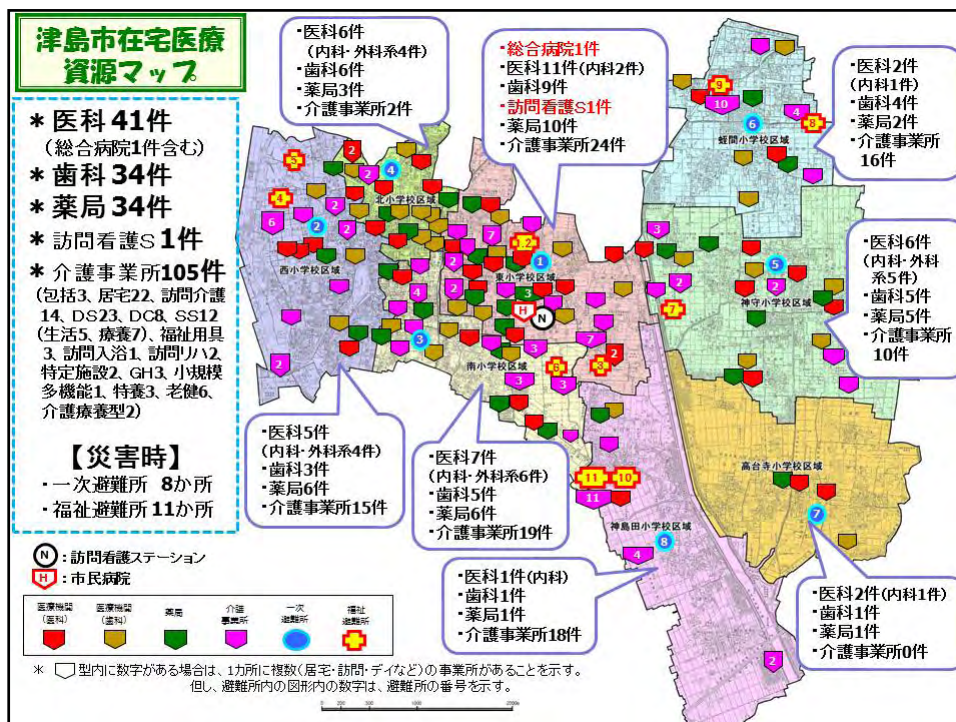 津島市在宅医療
資源マップ
* 医科 41件
(総合病院1件含む)
* 歯科 34件
* 薬局 34件
* 訪問看護S 1件
* 介護事業所105件
(包括3、居宅22、訪問介護
14、DS23、DC8、SS12
(生活5、療養7)、福祉用具
3、訪問入浴1、訪問リハ2、
特定施設2、GH3、小規模
多機能1、特養3、老健6、
介護療養型2)
【災害時】
・一次避難所 8か所
・福祉避難所 11か所
N :訪問看護ステーション
H :市民病院
医療機関
(医科)
医療機関
(歯科)
薬局
介護
事業所
一次
避難所
福祉
避難所
* 型内に数字がある場合は、1カ所に複数(居宅・訪問・デイなど)の事業所があることを示す。
但し、避難所内の図形内の数字は、避難所の番号を示す。
・医科6件
(内科・外科系4件)
・歯科6件
・薬局3件
・介護事業所2件
・総合病院1件
・医科11件(内科2件)
・歯科9件
・訪問看護S1件
・薬局10件
・介護事業所24件
・医科2件
(内科1件)
・歯科4件
・薬局2件
・介護事業所
16件
・医科6件
(内科・外科
系5件)
・歯科5件
・薬局5件
・介護事業所
10件
・医科5件
(内科・外科系4件)
・歯科3件
・薬局6件
・介護事業所15件
・医科7件
(内科・外科系6件)
・歯科5件
・薬局6件
・介護事業所19件
・医科1件(内科)
・歯科1件
・薬局1件
・介護事業所18件
・医科2件(内科1件)
・歯科1件
・薬局1件
・介護事業所0件
北小学校区域
西小学校区域
東小学校区域
南小学校区域
蛭間小学校区域
神守小学校区域
高台寺小学校区域
神島田小学校区域